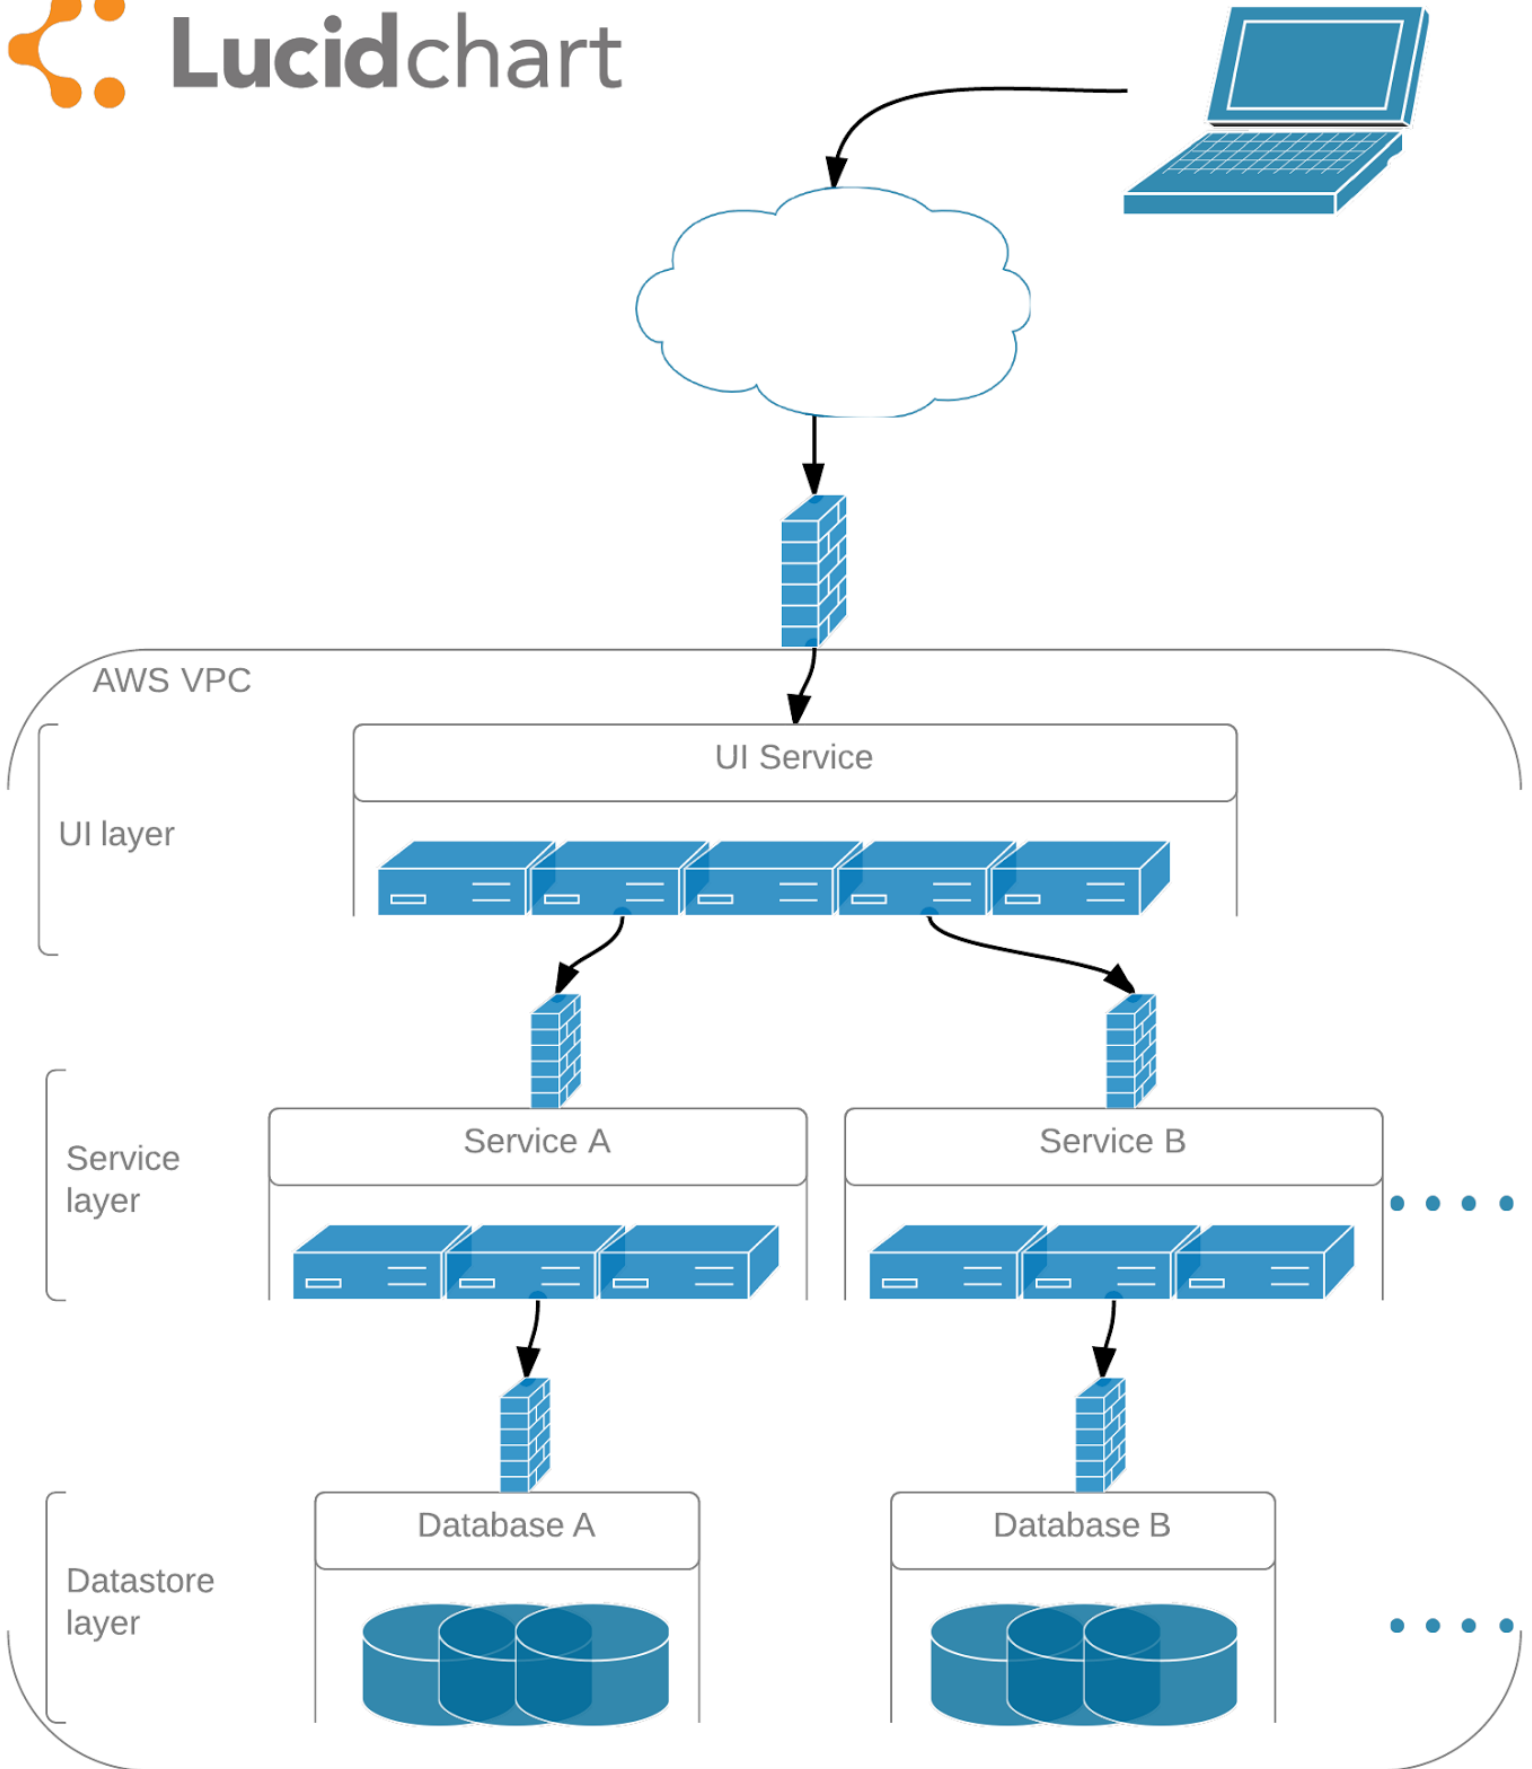 Lucidchart
AWS VPC
UI Service
UI layer
Service A
Service B
Service
layer
Database A
Database B
Datastore
layer